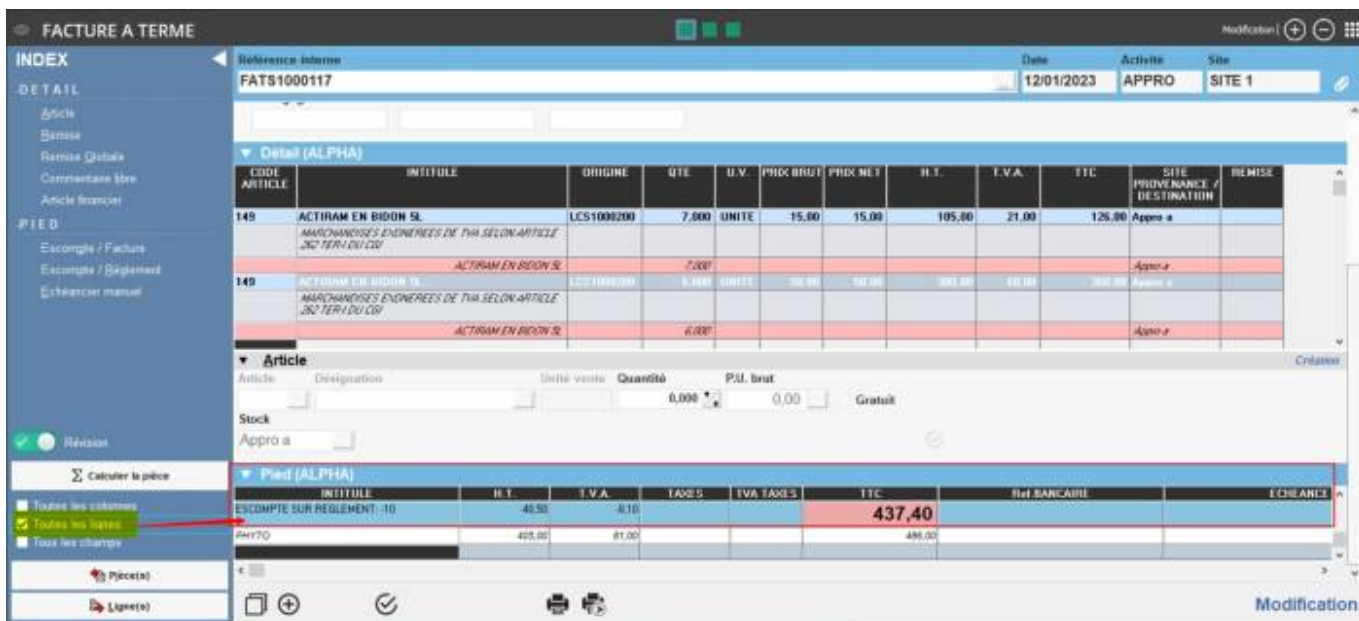 FACTURE A TERME
Modification
INDEX
DETAIL
Article
Remise
Remise Globale
Commentaire libre
Article financier
PIED
Escompte / Facture
Escompte / Règlement
Echéancier manuel
Révision
Σ Calculer la pièce
Toutes les colonnes
Toutes les lignes
Tous les champs
Pièce(s)
Ligne(s)
Référence interne Date Activité Site
FATS1000117 12/01/2023 APPRO SITE 1
Détail (ALPHA)
CODE ARTICLE INTITULE ORIGINE QTE U.V. PRIX BRUT PRIX NET H.T. T.V.A. TTC SITE PROVENANCE / DESTINATION REMISE
149 ACTIRAM EN BIDON 5L LCS1000200 7,000 UNITE 15,00 15,00 105,00 21,00 126,00 Appro a
MARCHANDISES EXONEREES DE TVA SELON ARTICLE
262 TER-I DU CGI
ACTIRAM EN BIDON 5L 7,000 Appro a
149 ACTIRAM EN BIDON UNITE Appro a
MARCHANDISES EXONEREES DE TVA SELON ARTICLE
262 TER-I DU CGI
ACTIRAM EN BIDON 5L 6,000 Appro a
Article Création
Article Désignation Unité vente Quantité P.U. brut
0,000 0,00 Gratuit
Stock
Appro a
Pied (ALPHA)
INTITULE H.T. T.V.A. TAXES TVA TAXES TTC Ref.BANCAIRE ECHEANCE
ESCOMPTE SUR REGLEMENT -10 -40,50 -8,10 437,40
PHYTO 405,00 81,00 486,00
Modification